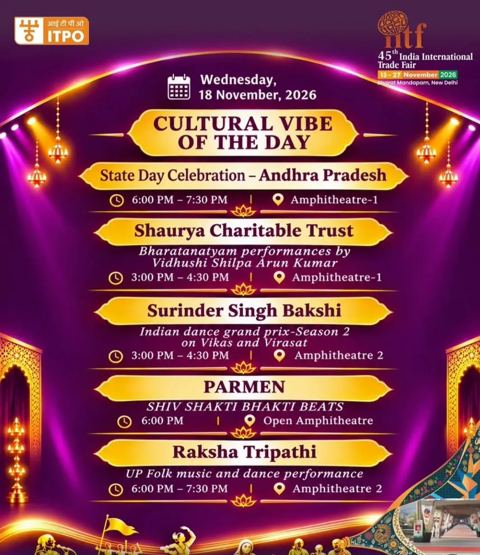 आई टी पी ओ
ITPO
iitf
45th India International
Trade Fair
13 - 27 November 2026
Bharat Mandapam, New Delhi
Wednesday,
18 November, 2026
CULTURAL VIBE
OF THE DAY
State Day Celebration – Andhra Pradesh
6:00 PM – 7:30 PM | Amphitheatre-1
Shaurya Charitable Trust
Bharatanatyam performances by
Vidhushi Shilpa Arun Kumar
3:00 PM – 4:30 PM | Amphitheatre-1
Surinder Singh Bakshi
Indian dance grand prix-Season 2
on Vikas and Virasat
3:00 PM – 4:30 PM | Amphitheatre 2
PARMEN
SHIV SHAKTI BHAKTI BEATS
6:00 PM | Open Amphitheatre
Raksha Tripathi
UP Folk music and dance performance
6:00 PM – 7:30 PM | Amphitheatre 2